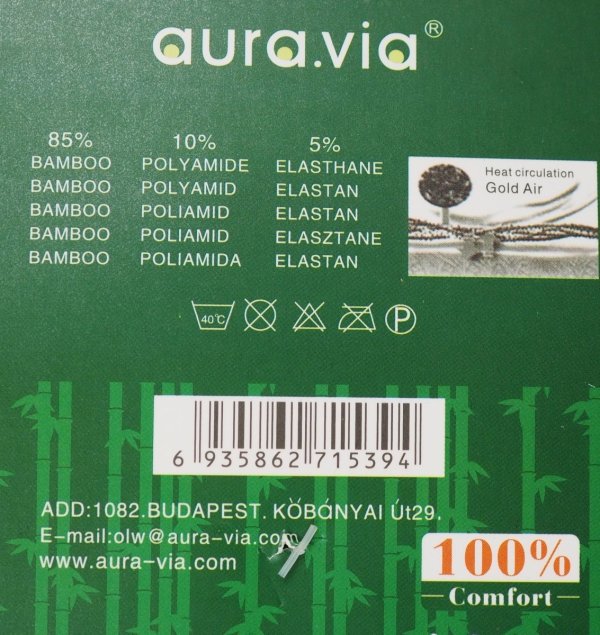 aura.via®
85% 10% 5%
BAMBOO POLYAMIDE ELASTHANE
BAMBOO POLYAMID ELASTAN
BAMBOO POLIAMID ELASTAN
BAMBOO POLIAMID ELASZTANE
BAMBOO POLIAMIDA ELASTAN
Heat circulation
Gold Air
40°C P
6 935862 715394
ADD:1082.BUDAPEST. KÖBÁNYAI Út29.
E-mail:olw@aura-via.com
www.aura-via.com
100%
Comfort